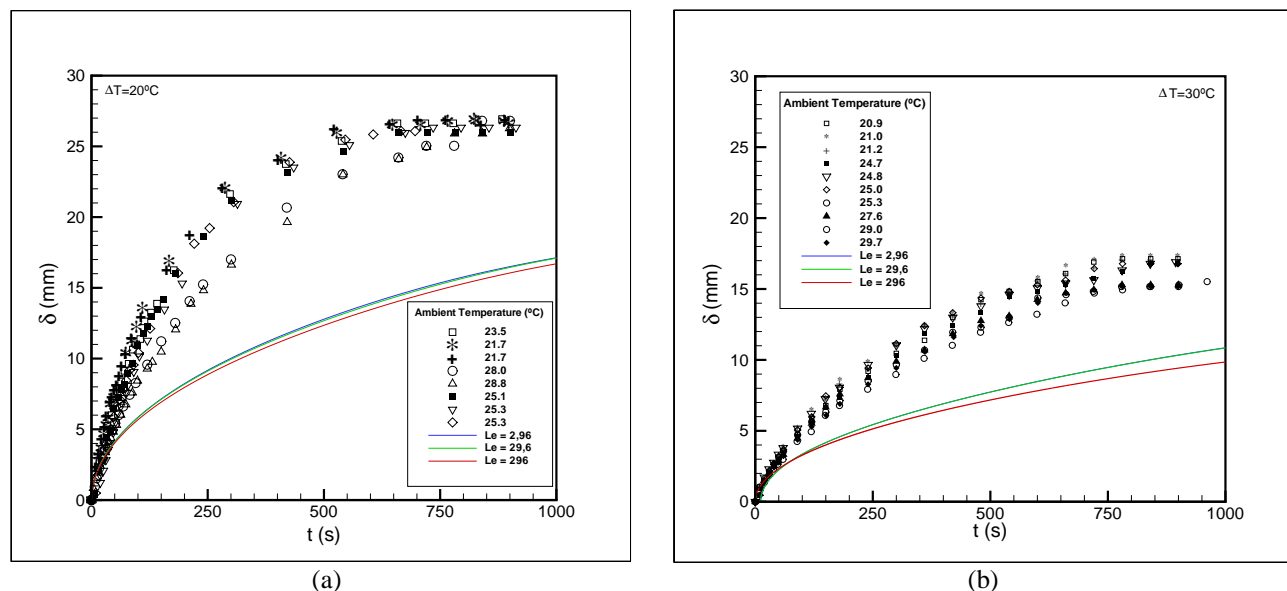 30
25
20
15
10
5
0
δ (mm)
ΔT=20ºC
Ambient Temperature (ºC)
23.5
21.7
21.7
28.0
28.8
25.1
25.3
25.3
Le = 2,96
Le = 29,6
Le = 296
0
250
500
750
1000
t (s)
(a)
30
25
20
15
10
5
0
δ (mm)
ΔT=30ºC
Ambient Temperature (ºC)
20.9
21.0
21.2
24.7
24.8
25.0
25.3
27.6
29.0
29.7
Le = 2,96
Le = 29,6
Le = 296
0
250
500
750
1000
t (s)
(b)